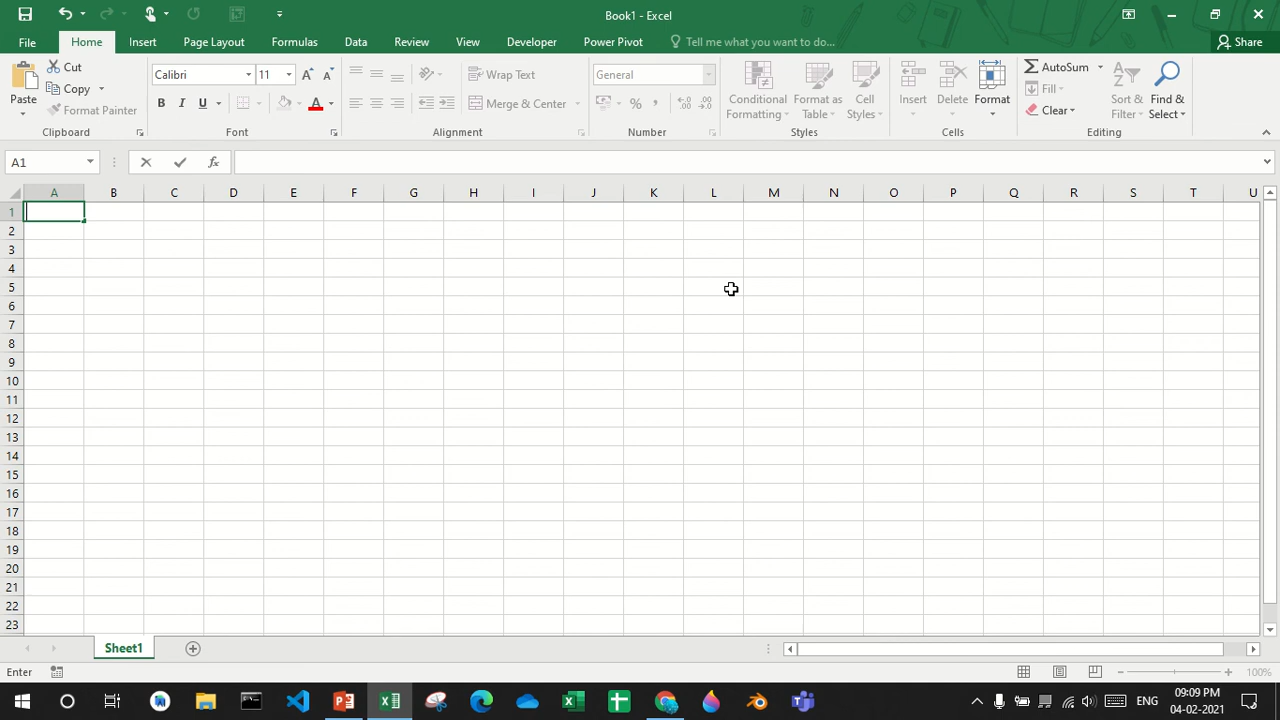 Book1 - Excel
File Home Insert Page Layout Formulas Data Review View Developer Power Pivot Tell me what you want to do... Share
Paste
Cut
Copy
Format Painter
Clipboard
Calibri 11
B I U A
Font
Wrap Text
Merge & Center
Alignment
General
%
Number
Conditional Formatting
Format as Table
Cell Styles
Styles
Insert Delete Format
Cells
AutoSum
Fill
Clear
Sort & Filter
Find & Select
Editing
A1 fx
A B C D E F G H I J K L M N O P Q R S T U
1
2
3
4
5
6
7
8
9
10
11
12
13
14
15
16
17
18
19
20
21
22
23
Sheet1
Enter 100%
ENG
09:09 PM
04-02-2021